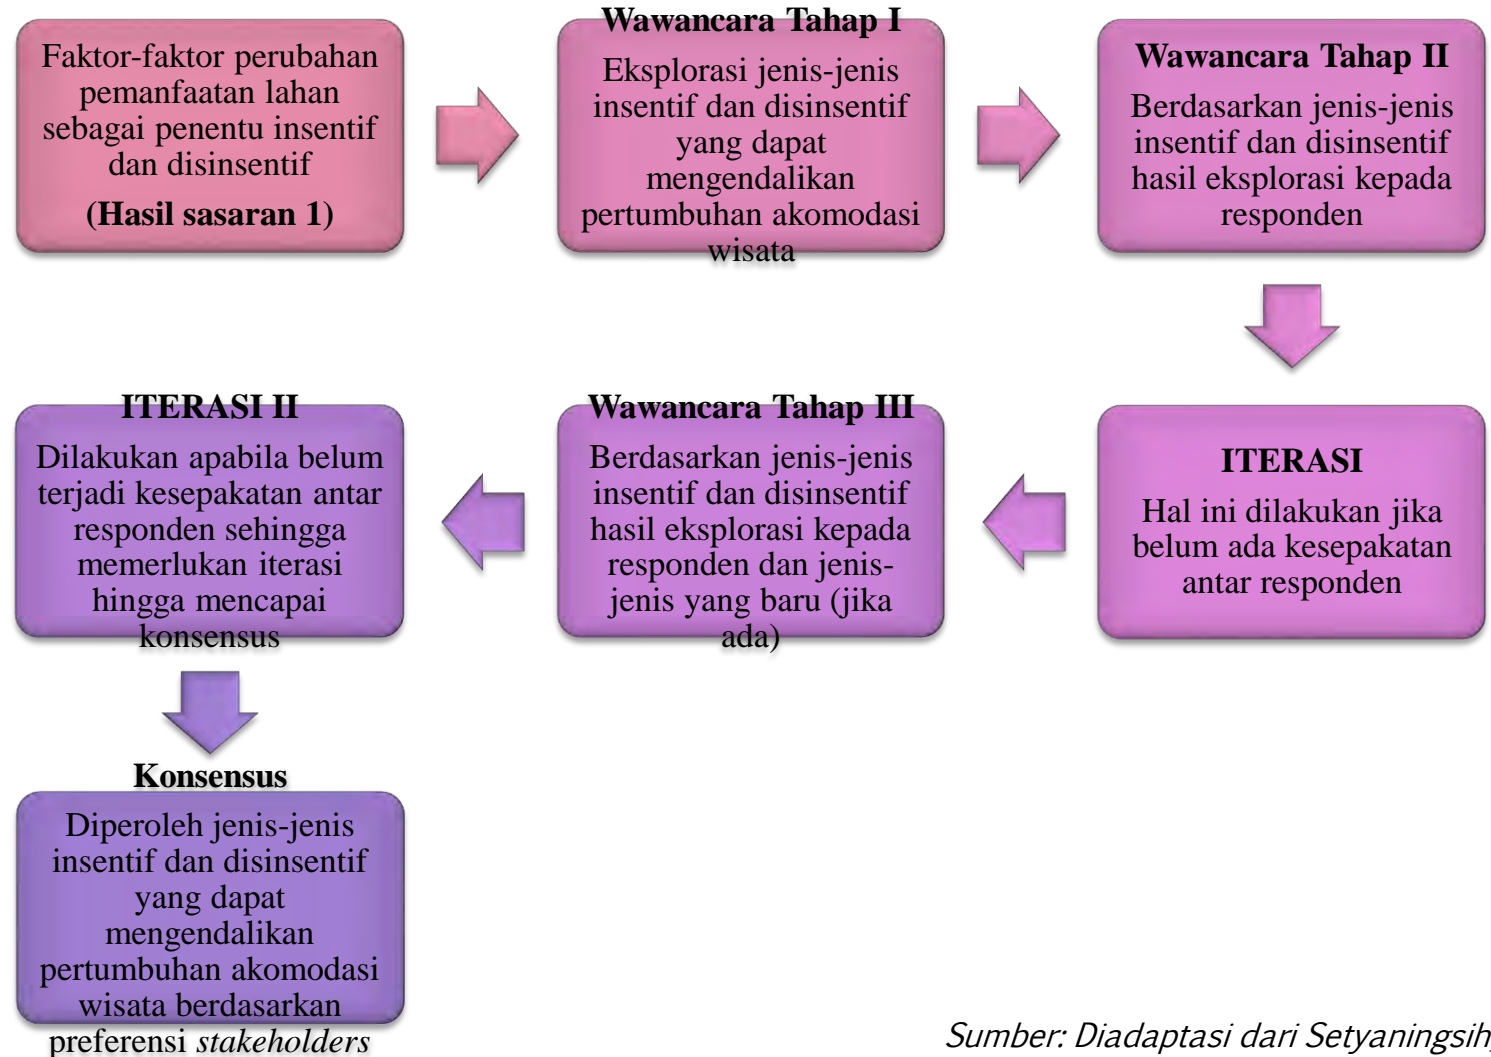 Faktor-faktor perubahan
pemanfaatan lahan
sebagai penentu insentif
dan disinsentif
(Hasil sasaran 1)
Wawancara Tahap I
Eksplorasi jenis-jenis
insentif dan disinsentif
yang dapat
mengendalikan
pertumbuhan akomodasi
wisata
Wawancara Tahap II
Berdasarkan jenis-jenis
insentif dan disinsentif
hasil eksplorasi kepada
responden
ITERASI
Hal ini dilakukan jika
belum ada kesepakatan
antar responden
Wawancara Tahap III
Berdasarkan jenis-jenis
insentif dan disinsentif
hasil eksplorasi kepada
responden dan jenis-
jenis yang baru (jika
ada)
ITERASI II
Dilakukan apabila belum
terjadi kesepakatan antar
responden sehingga
memerlukan iterasi
hingga mencapai
konsensus
Konsensus
Diperoleh jenis-jenis
insentif dan disinsentif
yang dapat
mengendalikan
pertumbuhan akomodasi
wisata berdasarkan
preferensi stakeholders
Sumber: Diadaptasi dari Setyaningsih,